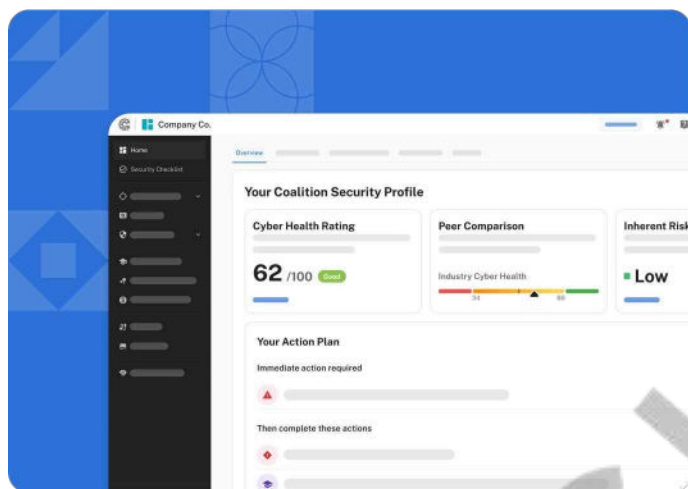 Company Co.
Home
Security Checklist
Overview
Your Coalition Security Profile
Cyber Health Rating
62 /100 Good
Peer Comparison
Industry Cyber Health
34
Inherent Risk
Low
Your Action Plan
Immediate action required
Then complete these actions